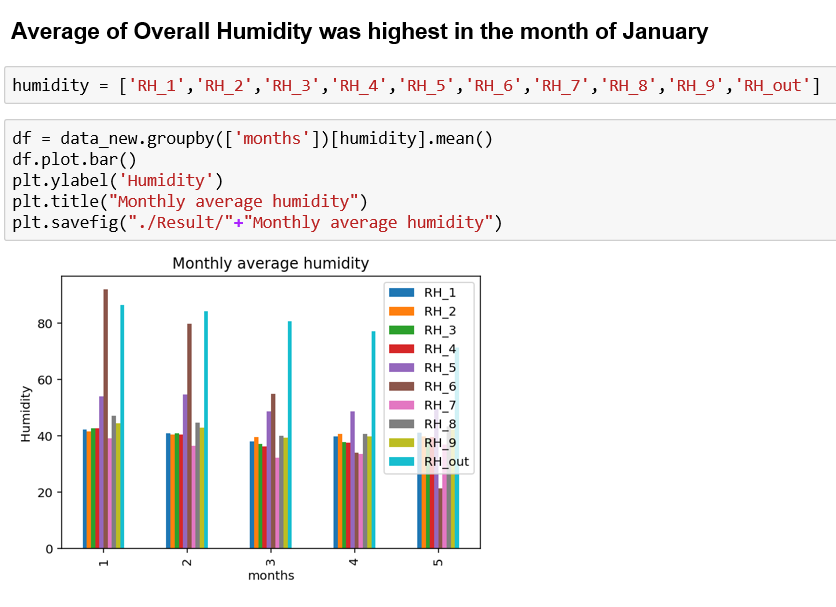 Average of Overall Humidity was highest in the month of January
humidity = ['RH_1','RH_2','RH_3','RH_4','RH_5','RH_6','RH_7','RH_8','RH_9','RH_out']
df = data_new.groupby(['months'])[humidity].mean()
df.plot.bar()
plt.ylabel('Humidity')
plt.title("Monthly average humidity")
plt.savefig("./Result/"+"Monthly average humidity")
Monthly average humidity
RH_1
RH_2
RH_3
RH_4
RH_5
RH_6
RH_7
RH_8
RH_9
RH_out
Humidity
80
60
40
20
0
1
2
3
4
5
months